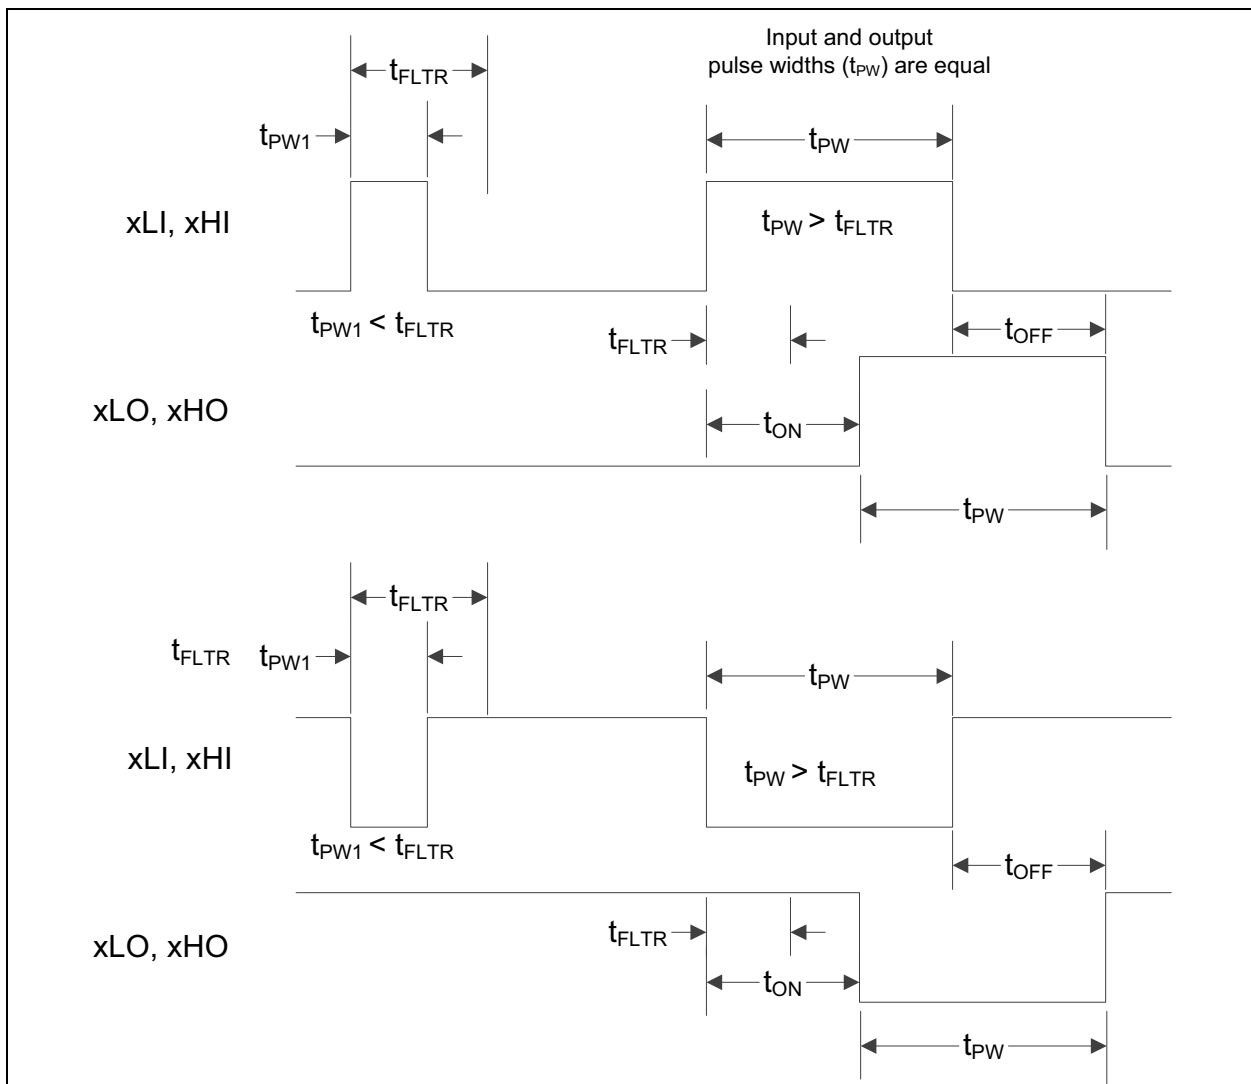 Input and output
pulse widths (tPW) are equal
tFLTR
tPW1
tPW
xLI, xHI
tPW > tFLTR
tPW1 < tFLTR
tFLTR
tOFF
xLO, xHO
tON
tPW
tFLTR
tFLTR tPW1
tPW
xLI, xHI
tPW > tFLTR
tPW1 < tFLTR
tOFF
xLO, xHO
tFLTR
tON
tPW